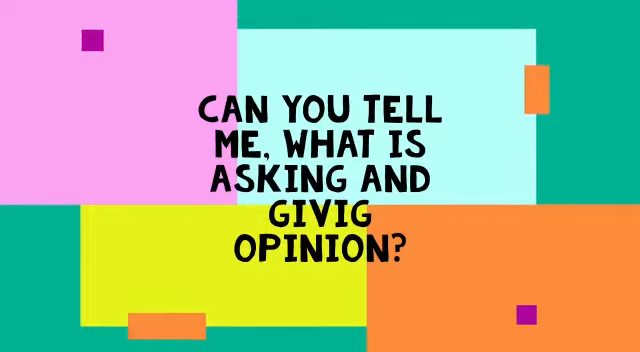 CAN YOU TELL
ME, WHAT IS
ASKING AND
GIVIG
OPINION?